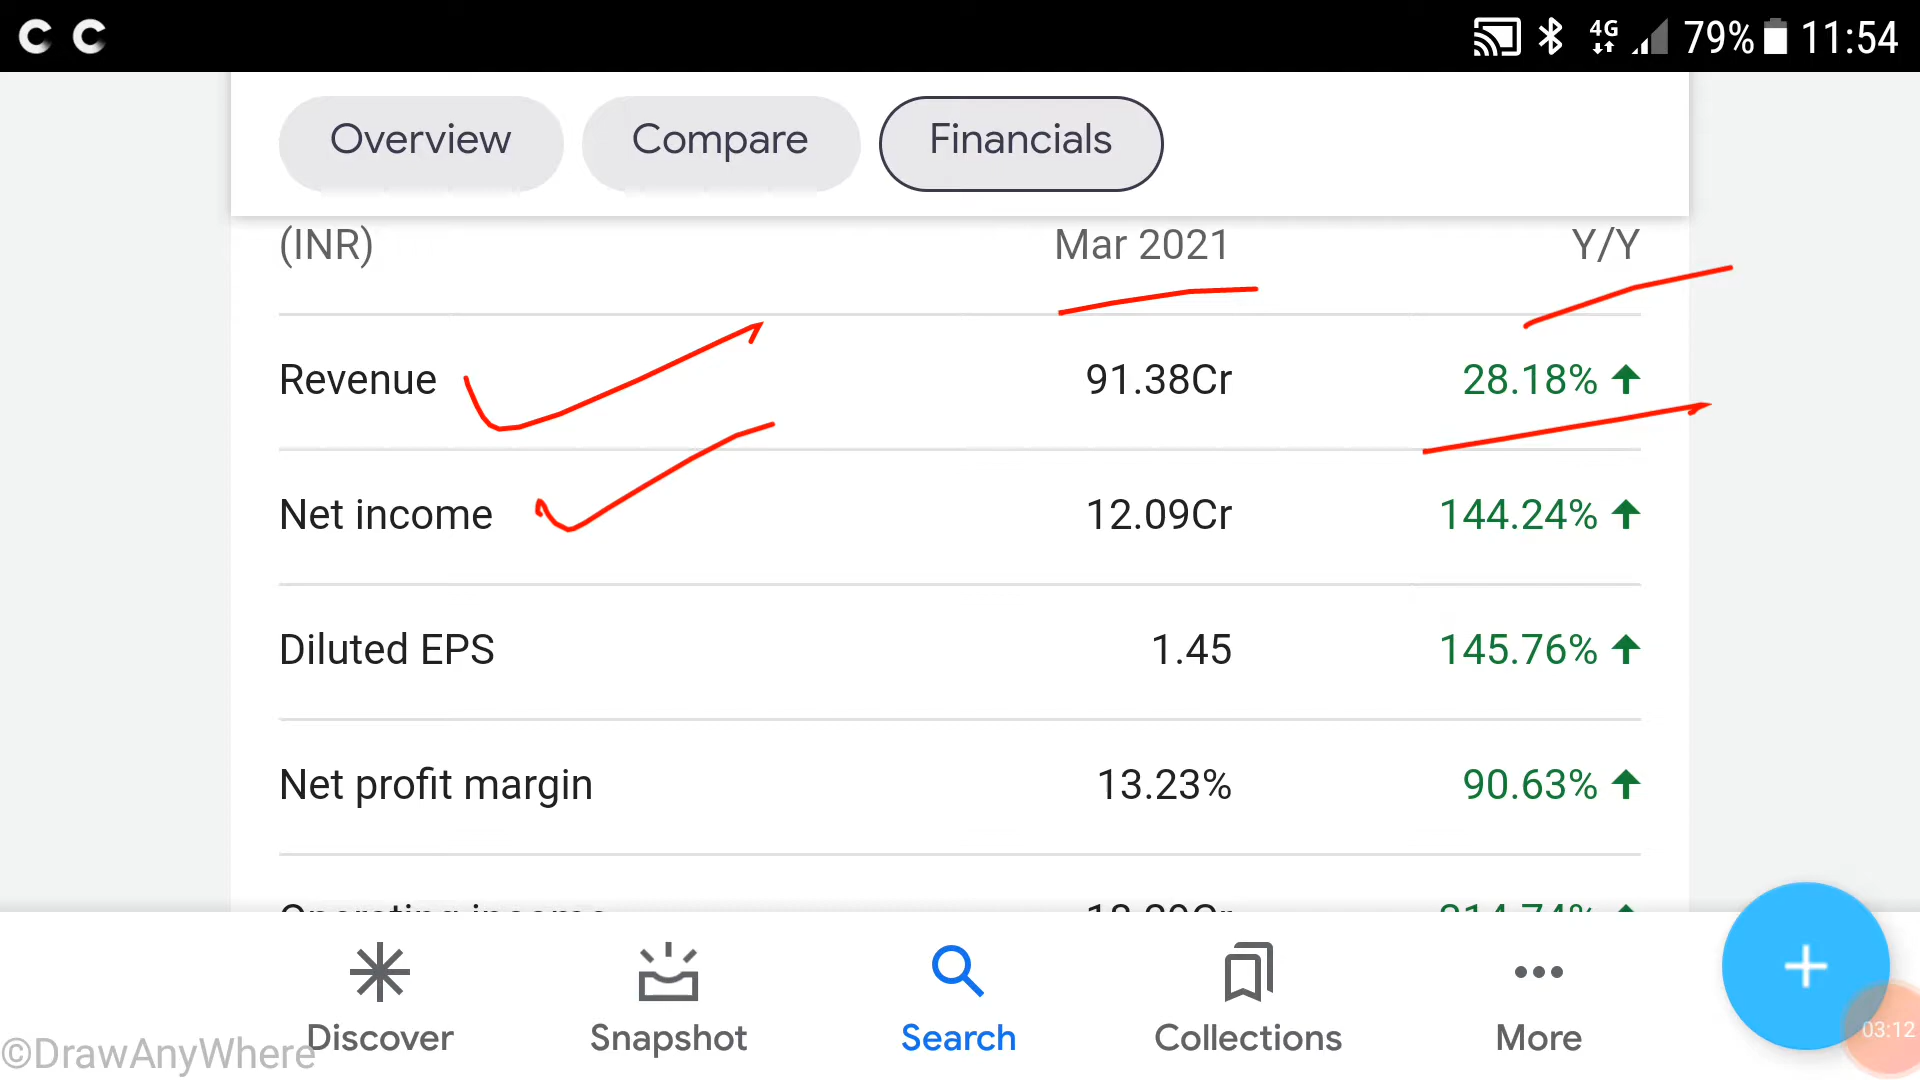 4G 79% 11:54
Overview Compare Financials
(INR) Mar 2021 Y/Y
Revenue 91.38Cr 28.18%
Net income 12.09Cr 144.24%
Diluted EPS 1.45 145.76%
Net profit margin 13.23% 90.63%
Operating income
Discover Snapshot Search Collections More
03:12
©DrawAnyWhere